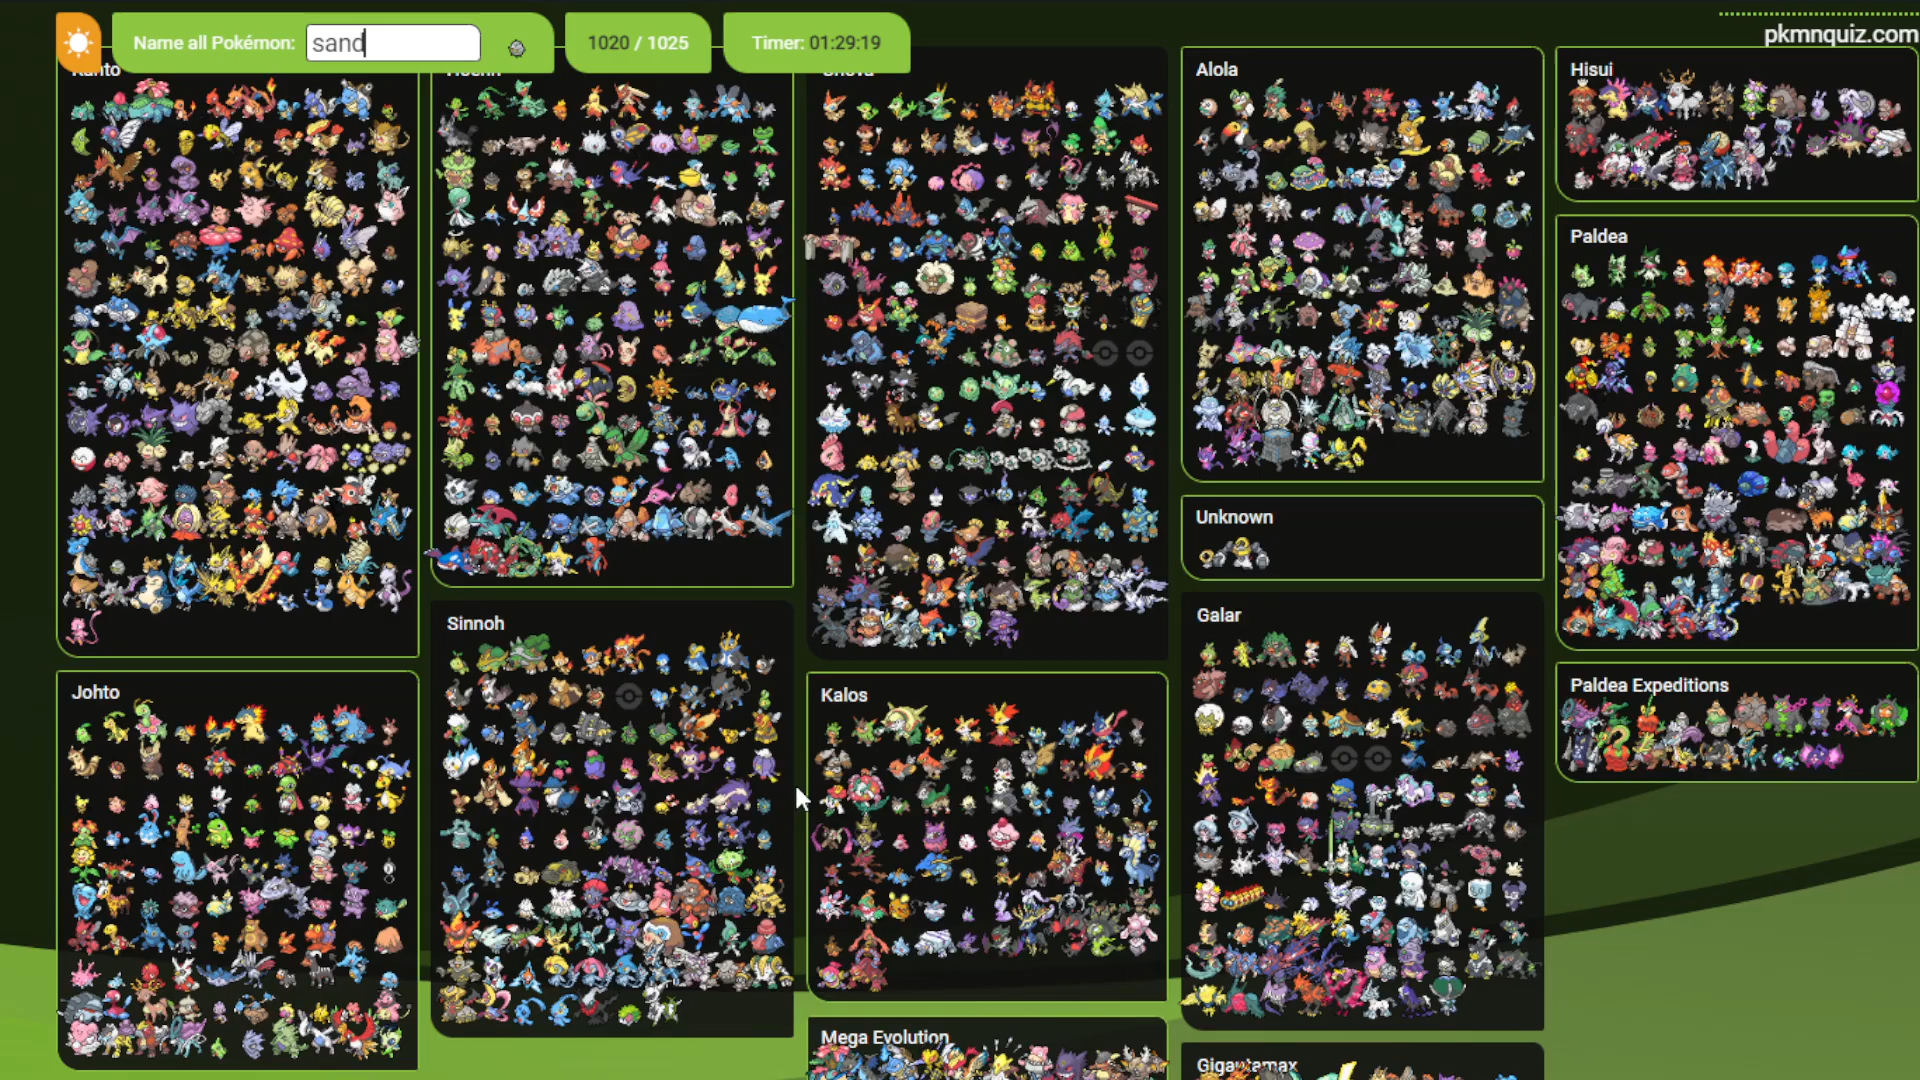 Name all Pokémon: sand
1020 / 1025
Timer: 01:29:19
pkmnquiz.com
Alola
Hisui
Paldea
Unknown
Galar
Sinnoh
Paldea Expeditions
Johto
Kalos
Mega Evolution
Gigantamax